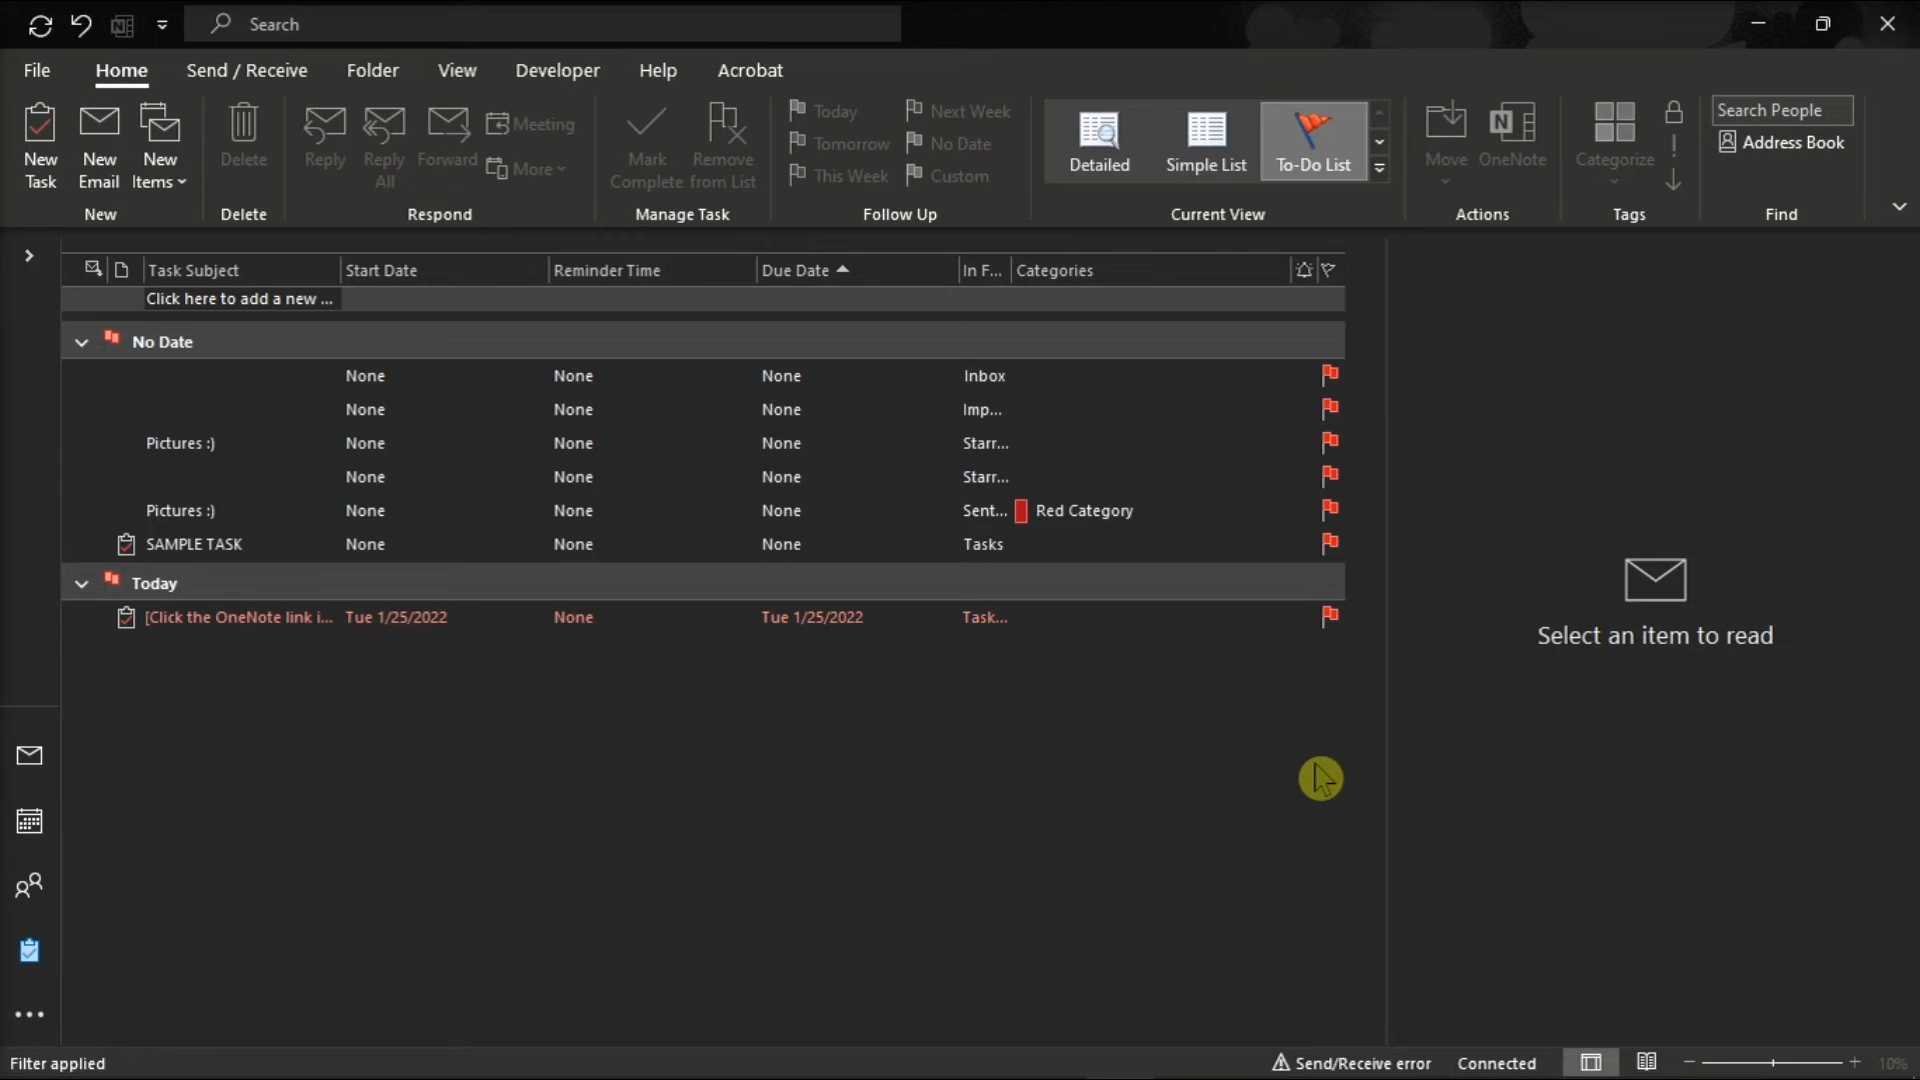 Search
File Home Send / Receive Folder View Developer Help Acrobat
New Task
New Email
New Items
New
Delete
Delete
Reply
Reply All
Forward
Meeting
More
Respond
Mark Complete
Remove from List
Manage Task
Today
Tomorrow
This Week
Next Week
No Date
Custom
Follow Up
Detailed
Simple List
To-Do List
Current View
Move
OneNote
Actions
Categorize
Tags
Search People
Address Book
Find
Task Subject Start Date Reminder Time Due Date In F... Categories
Click here to add a new ...
No Date
None None None Inbox
None None None Imp...
Pictures :) None None None Starr...
None None None Starr...
Pictures :) None None None Sent... Red Category
SAMPLE TASK None None None Tasks
Today
[Click the OneNote link i... Tue 1/25/2022 None Tue 1/25/2022 Task...
Select an item to read
Filter applied
Send/Receive error Connected 10%